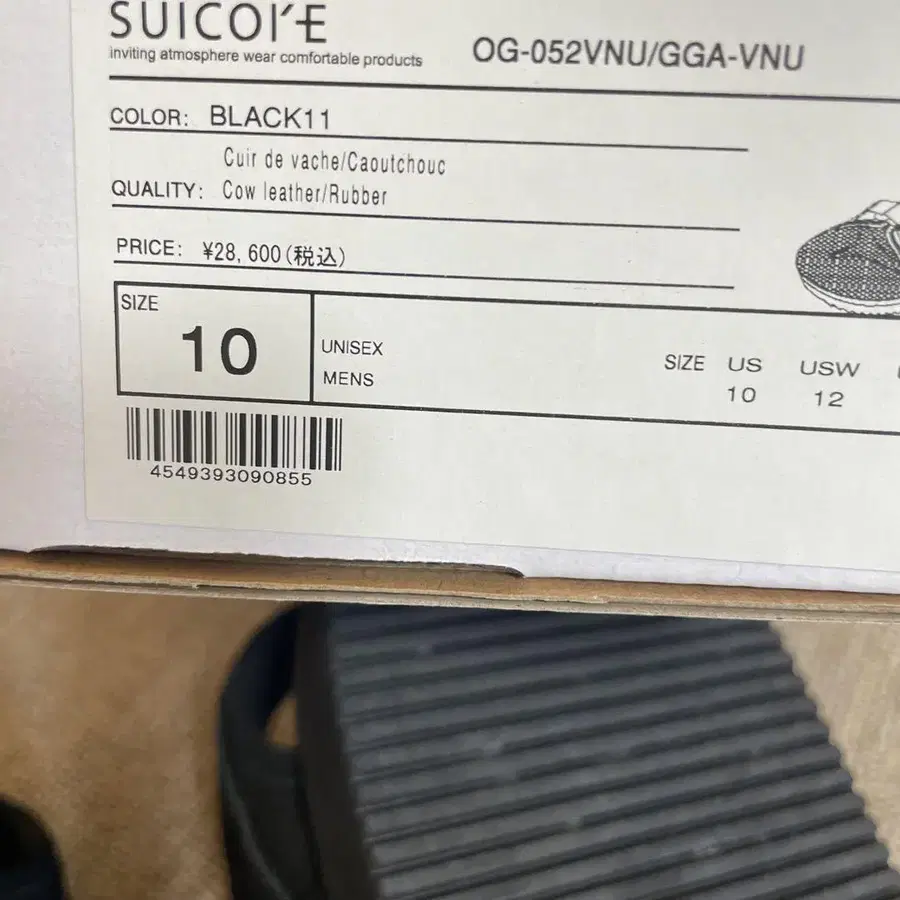 SUICOKE
inviting atmosphere wear comfortable products
OG-052VNU/GGA-VNU
COLOR: BLACK11
Cuir de vache/Caoutchouc
QUALITY: Cow leather/Rubber
PRICE: ¥28,600(税込)
SIZE
10
UNISEX
MENS
SIZE US USW
10 12
4549393090855